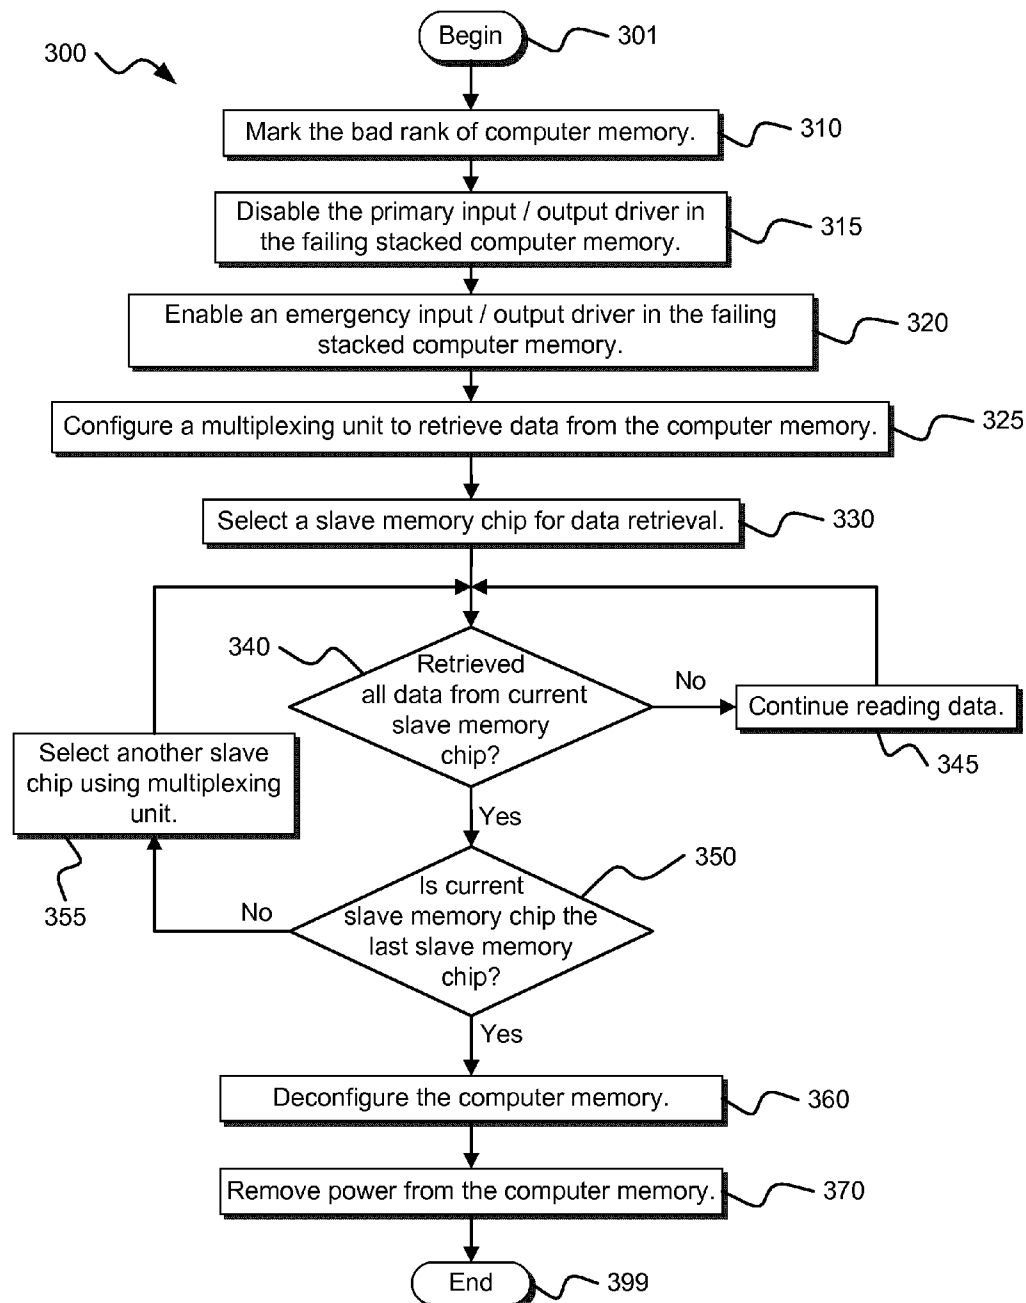 Begin
301
300
Mark the bad rank of computer memory.
310
Disable the primary input / output driver in
the failing stacked computer memory.
315
Enable an emergency input / output driver in the failing
stacked computer memory.
320
Configure a multiplexing unit to retrieve data from the computer memory.
325
Select a slave memory chip for data retrieval.
330
340
Retrieved
all data from current
slave memory
chip?
No
Continue reading data.
345
Select another slave
chip using multiplexing
unit.
355
Yes
350
Is current
slave memory chip the
last slave memory
chip?
No
Yes
Deconfigure the computer memory.
360
Remove power from the computer memory.
370
End
399